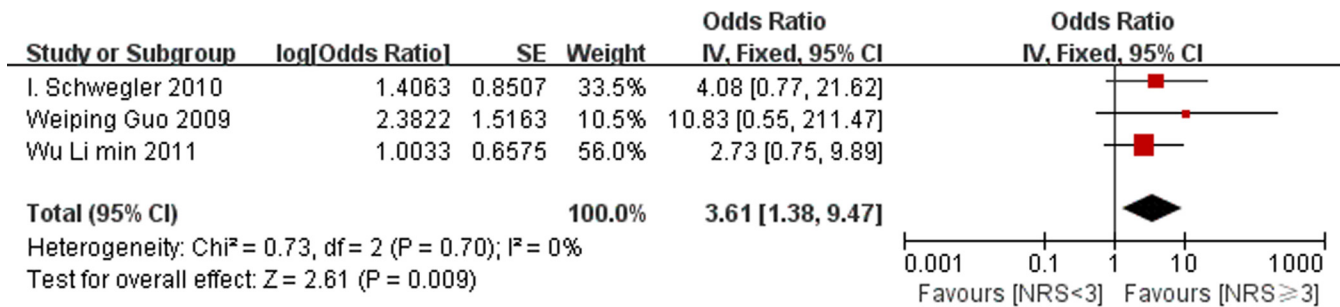 Odds Ratio Odds Ratio
Study or Subgroup log[Odds Ratio] SE Weight IV, Fixed, 95% CI IV, Fixed, 95% CI
I. Schwegler 2010 1.4063 0.8507 33.5% 4.08 [0.77, 21.62]
Weiping Guo 2009 2.3822 1.5163 10.5% 10.83 [0.55, 211.47]
Wu Li min 2011 1.0033 0.6575 56.0% 2.73 [0.75, 9.89]
Total (95% CI) 100.0% 3.61 [1.38, 9.47]
Heterogeneity: Chi² = 0.73, df = 2 (P = 0.70); I² = 0%
Test for overall effect: Z = 2.61 (P = 0.009)
0.001 0.1 1 10 1000
Favours [NRS<3] Favours [NRS≥3]